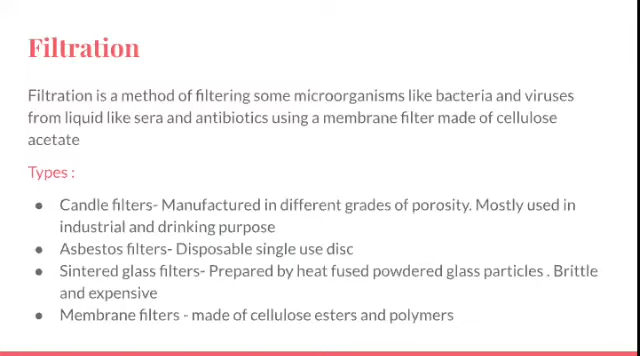 Filtration
Filtration is a method of filtering some microorganisms like bacteria and viruses
from liquid like sera and antibiotics using a membrane filter made of cellulose
acetate
Types :
● Candle filters- Manufactured in different grades of porosity. Mostly used in
industrial and drinking purpose
● Asbestos filters- Disposable single use disc
● Sintered glass filters- Prepared by heat fused powdered glass particles . Brittle
and expensive
● Membrane filters - made of cellulose esters and polymers